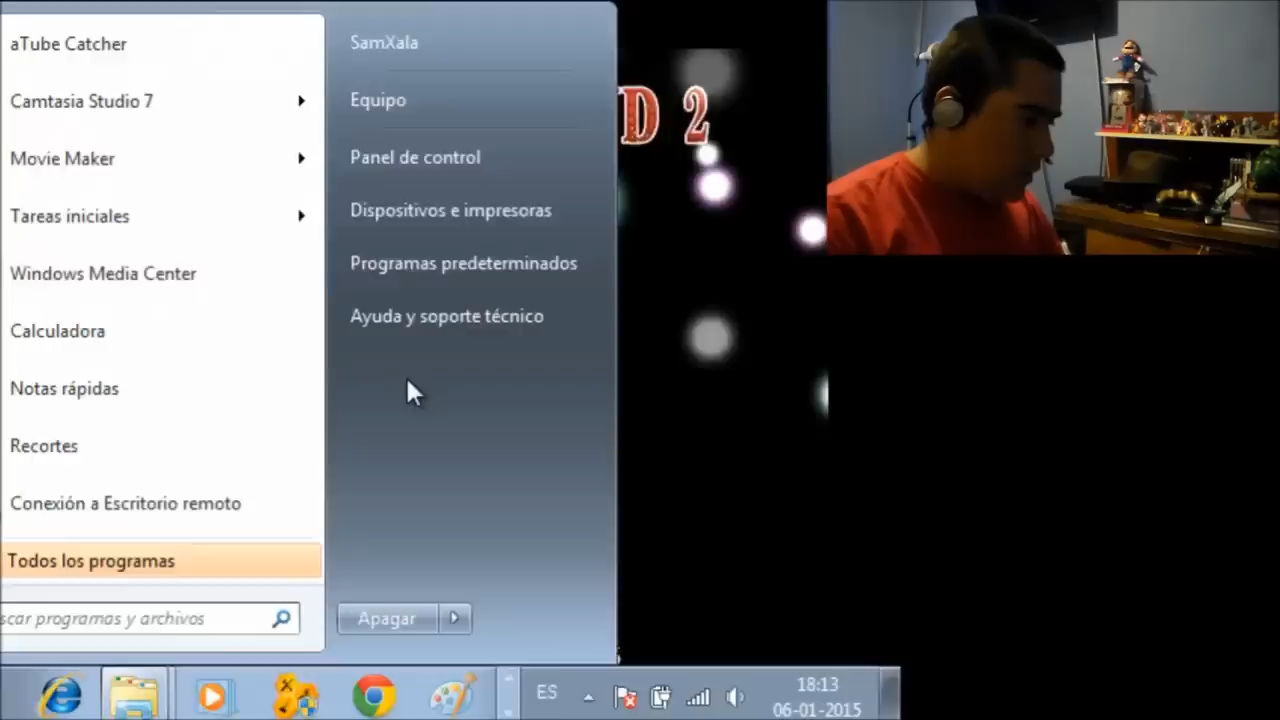 aTube Catcher
Camtasia Studio 7
Movie Maker
Tareas iniciales
Windows Media Center
Calculadora
Notas rápidas
Recortes
Conexión a Escritorio remoto
Todos los programas
scar programas y archivos
SamXala
Equipo
Panel de control
Dispositivos e impresoras
Programas predeterminados
Ayuda y soporte técnico
Apagar
D 2
ES
18:13
06-01-2015